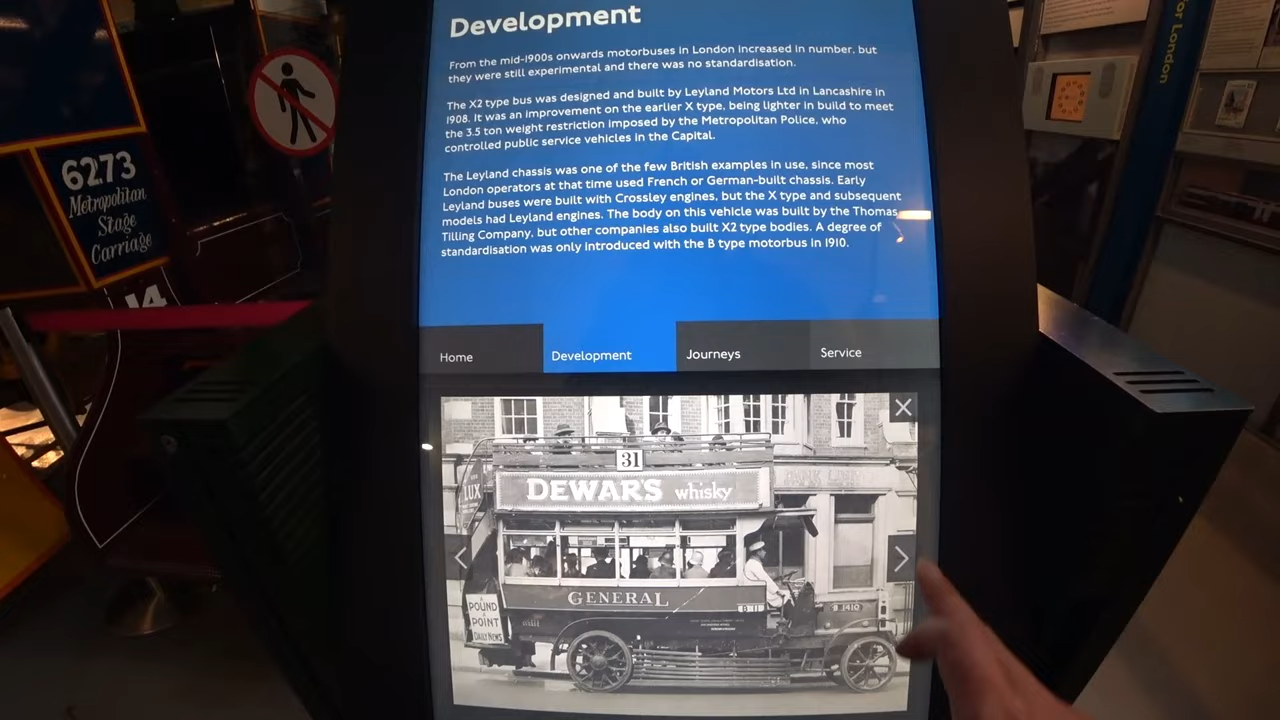 Development
From the mid-1900s onwards motorbuses in London increased in number, but
they were still experimental and there was no standardisation.
The X2 type bus was designed and built by Leyland Motors Ltd in Lancashire in
1908. It was an improvement on the earlier X type, being lighter in build to meet
the 3.5 ton weight restriction imposed by the Metropolitan Police, who
controlled public service vehicles in the Capital.
The Leyland chassis was one of the few British examples in use, since most
London operators at that time used French or German-built chassis. Early
Leyland buses were built with Crossley engines, but the X type and subsequent
models had Leyland engines. The body on this vehicle was built by the Thomas
Tilling Company, but other companies also built X2 type bodies. A degree of
standardisation was only introduced with the B type motorbus in 1910.
Home
Development
Journeys
Service
31
LUX
DEWAR'S whisky
GENERAL
B 11
B 1410
A
POUND
A
POINT
DAILY NEWS
6273
Metropolitan
Stage
Carriage
14
for London